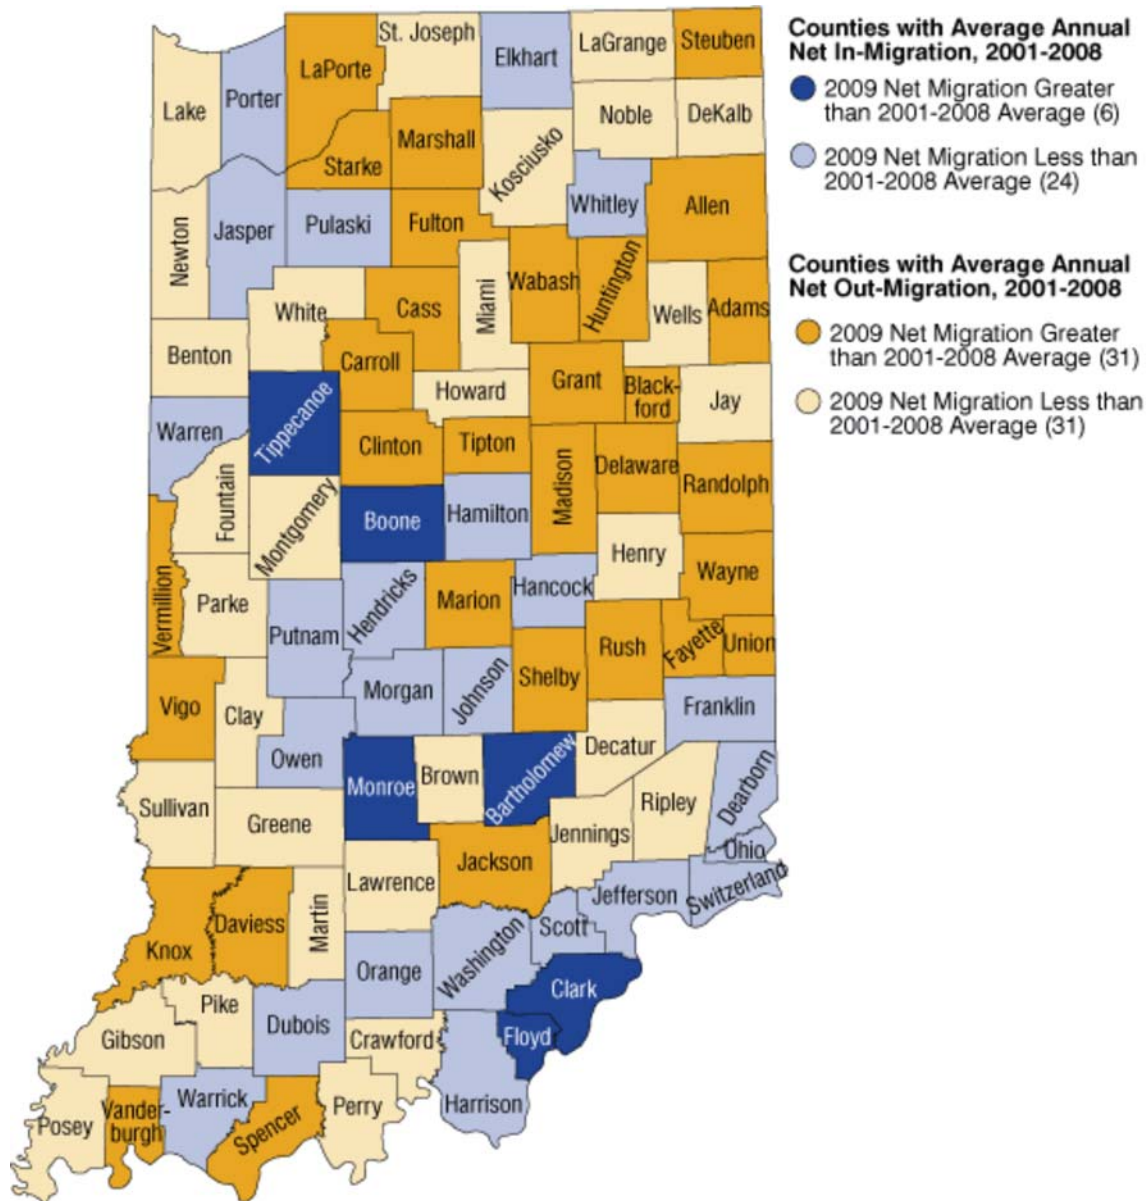 St. Joseph
LaGrange
Steuben
LaPorte
Elkhart
Lake
Porter
Noble
DeKalb
Marshall
Starke
Kosciusko
Whitley
Allen
Newton
Jasper
Pulaski
Fulton
Wabash
Huntington
White
Cass
Miami
Wells
Adams
Benton
Carroll
Grant
Black-
ford
Howard
Jay
Tippecanoe
Warren
Clinton
Tipton
Madison
Delaware
Randolph
Fountain
Montgomery
Boone
Hamilton
Henry
Wayne
Vermillion
Parke
Putnam
Hendricks
Marion
Hancock
Rush
Fayette
Union
Vigo
Clay
Morgan
Johnson
Shelby
Franklin
Owen
Monroe
Brown
Bartholomew
Decatur
Dearborn
Sullivan
Greene
Jennings
Ripley
Ohio
Lawrence
Jackson
Jefferson
Switzerland
Knox
Daviess
Martin
Orange
Washington
Scott
Clark
Gibson
Pike
Dubois
Crawford
Floyd
Posey
Vander-
burgh
Warrick
Spencer
Perry
Harrison
Counties with Average Annual
Net In-Migration, 2001-2008
2009 Net Migration Greater
than 2001-2008 Average (6)
2009 Net Migration Less than
2001-2008 Average (24)
Counties with Average Annual
Net Out-Migration, 2001-2008
2009 Net Migration Greater
than 2001-2008 Average (31)
2009 Net Migration Less than
2001-2008 Average (31)